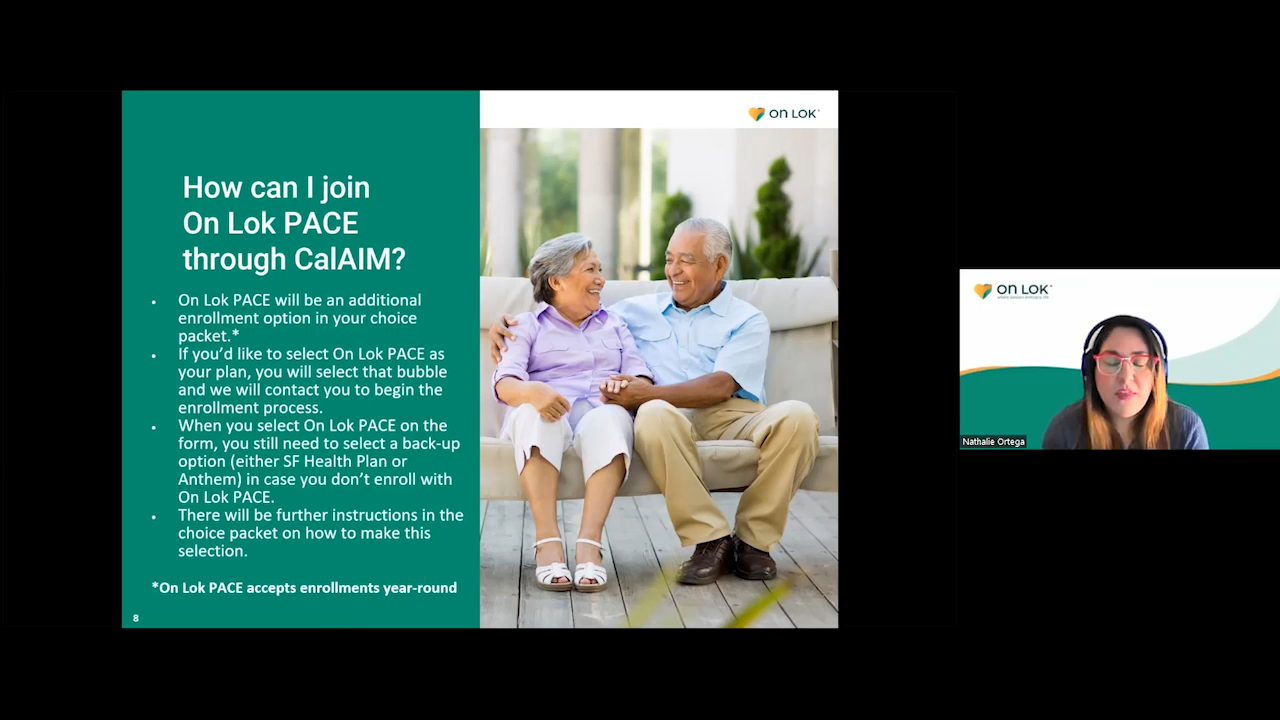 ON LOK
How can I join
On Lok PACE
through CalAIM?
• On Lok PACE will be an additional
enrollment option in your choice
packet.*
• If you’d like to select On Lok PACE as
your plan, you will select that bubble
and we will contact you to begin the
enrollment process.
• When you select On Lok PACE on the
form, you still need to select a back-up
option (either SF Health Plan or
Anthem) in case you don’t enroll with
On Lok PACE.
• There will be further instructions in the
choice packet on how to make this
selection.
*On Lok PACE accepts enrollments year-round
8
ON LOK
Nathalie Ortega